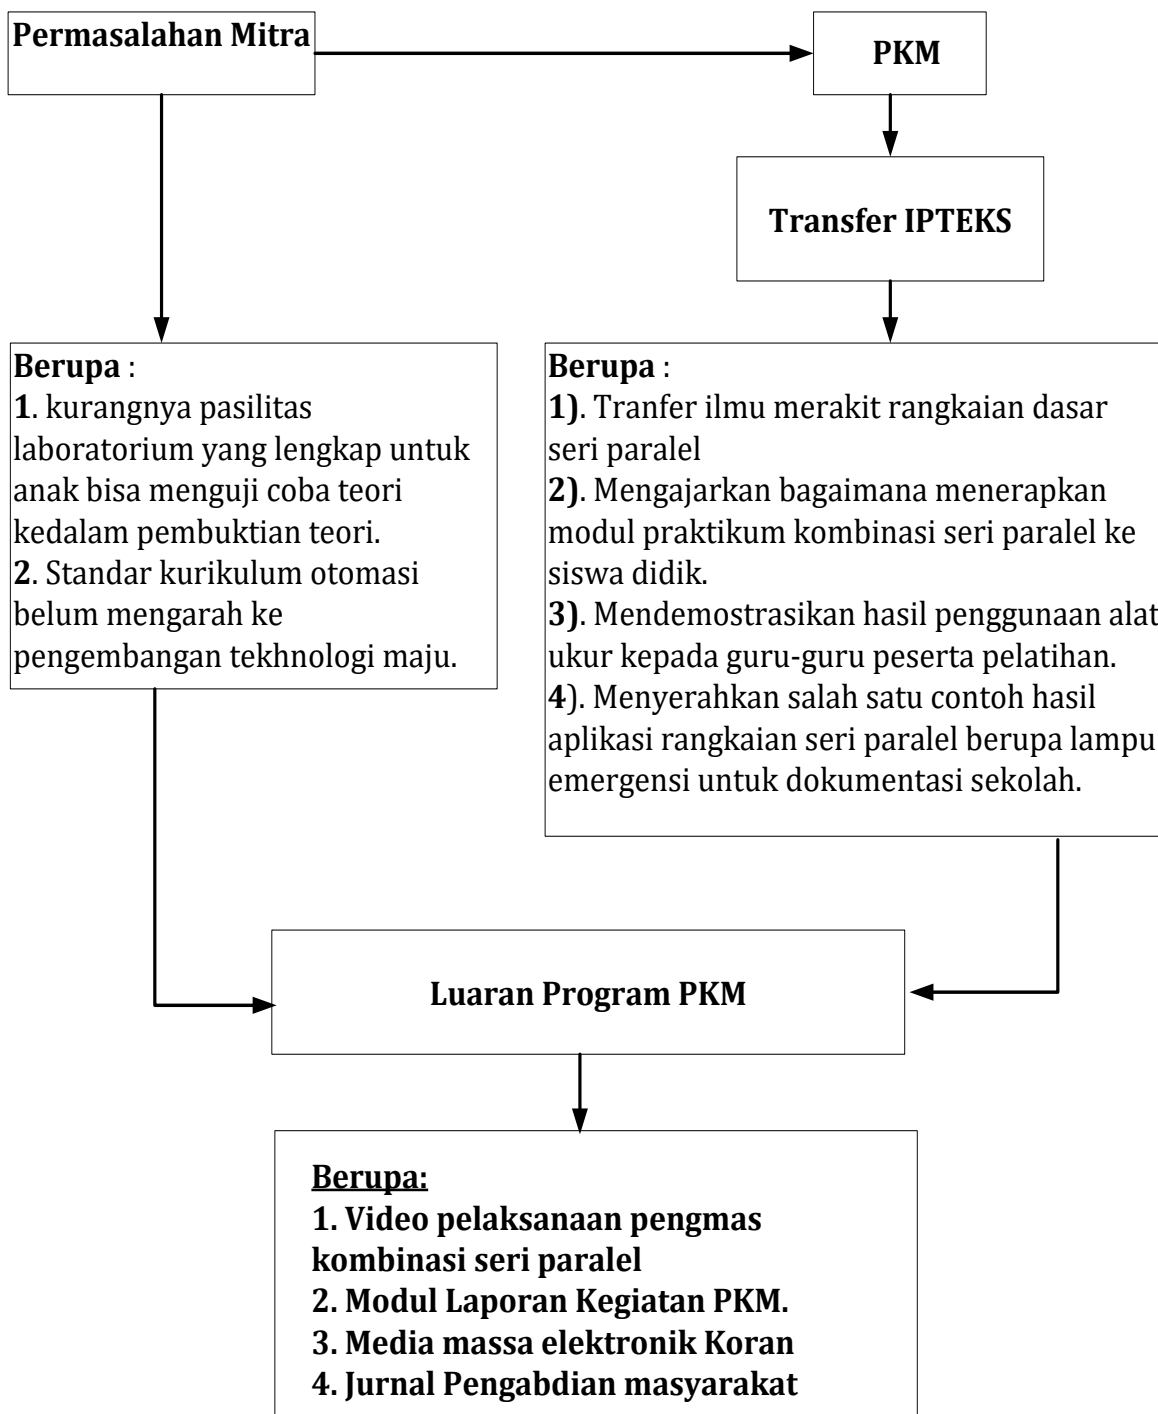 Permasalahan Mitra
PKM
Transfer IPTEKS
Berupa :
1. kurangnya pasilitas
laboratorium yang lengkap untuk
anak bisa menguji coba teori
kedalam pembuktian teori.
2. Standar kurikulum otomasi
belum mengarah ke
pengembangan tekhnologi maju.
Berupa :
1). Tranfer ilmu merakit rangkaian dasar
seri paralel
2). Mengajarkan bagaimana menerapkan
modul praktikum kombinasi seri paralel ke
siswa didik.
3). Mendemostrasikan hasil penggunaan alat
ukur kepada guru-guru peserta pelatihan.
4). Menyerahkan salah satu contoh hasil
aplikasi rangkaian seri paralel berupa lampu
emergensi untuk dokumentasi sekolah.
Luaran Program PKM
Berupa:
1. Video pelaksanaan pengmas
kombinasi seri paralel
2. Modul Laporan Kegiatan PKM.
3. Media massa elektronik Koran
4. Jurnal Pengabdian masyarakat